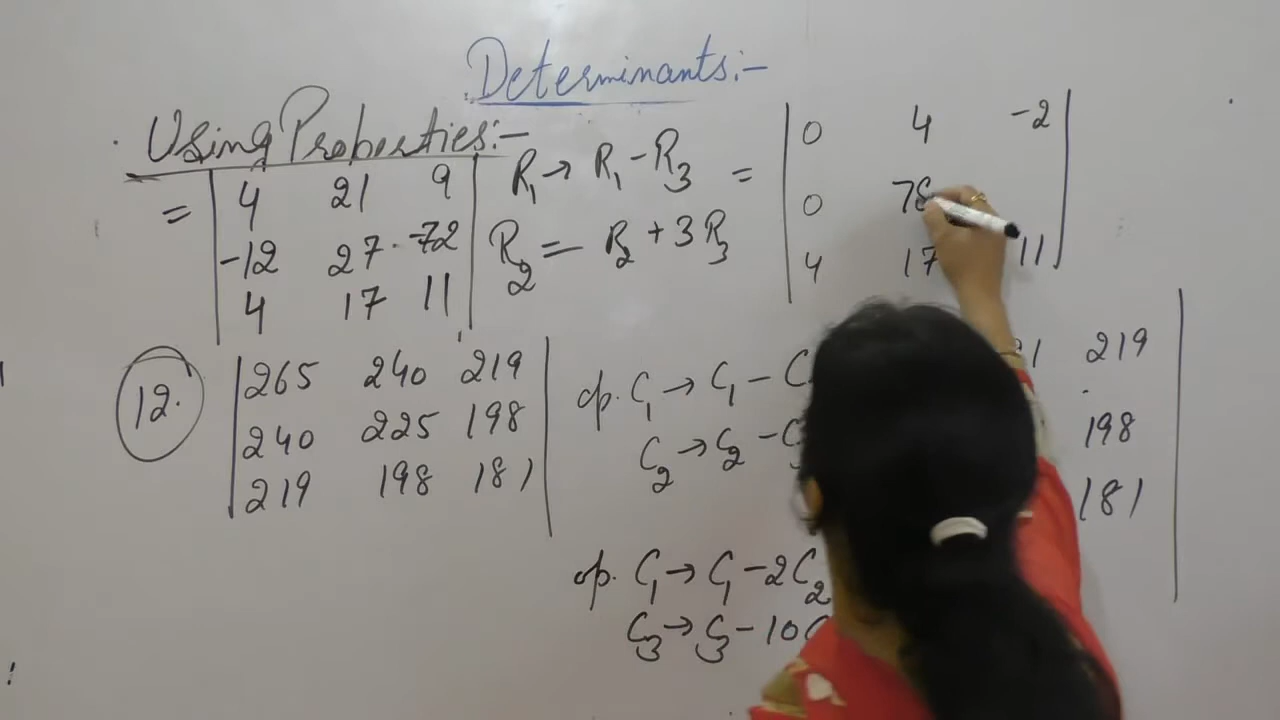 Determinants:-
Using Properties:-
= | 4 21 9 | R₁ → R₁ - R₃ = | 0 4 -2 |
| -12 27 -72 | R₂ = R₂ + 3R₃ | 0 78 |
| 4 17 11 | | 4 17 11 |
12. | 265 240 219 | op. C₁ → C₁ - C 219 |
| 240 225 198 | C₂ → C₂ - C₃ 198 |
| 219 198 181 | 181 |
op. C₁ → C₁ - 2C₂
C₃ → C₃ - 10C